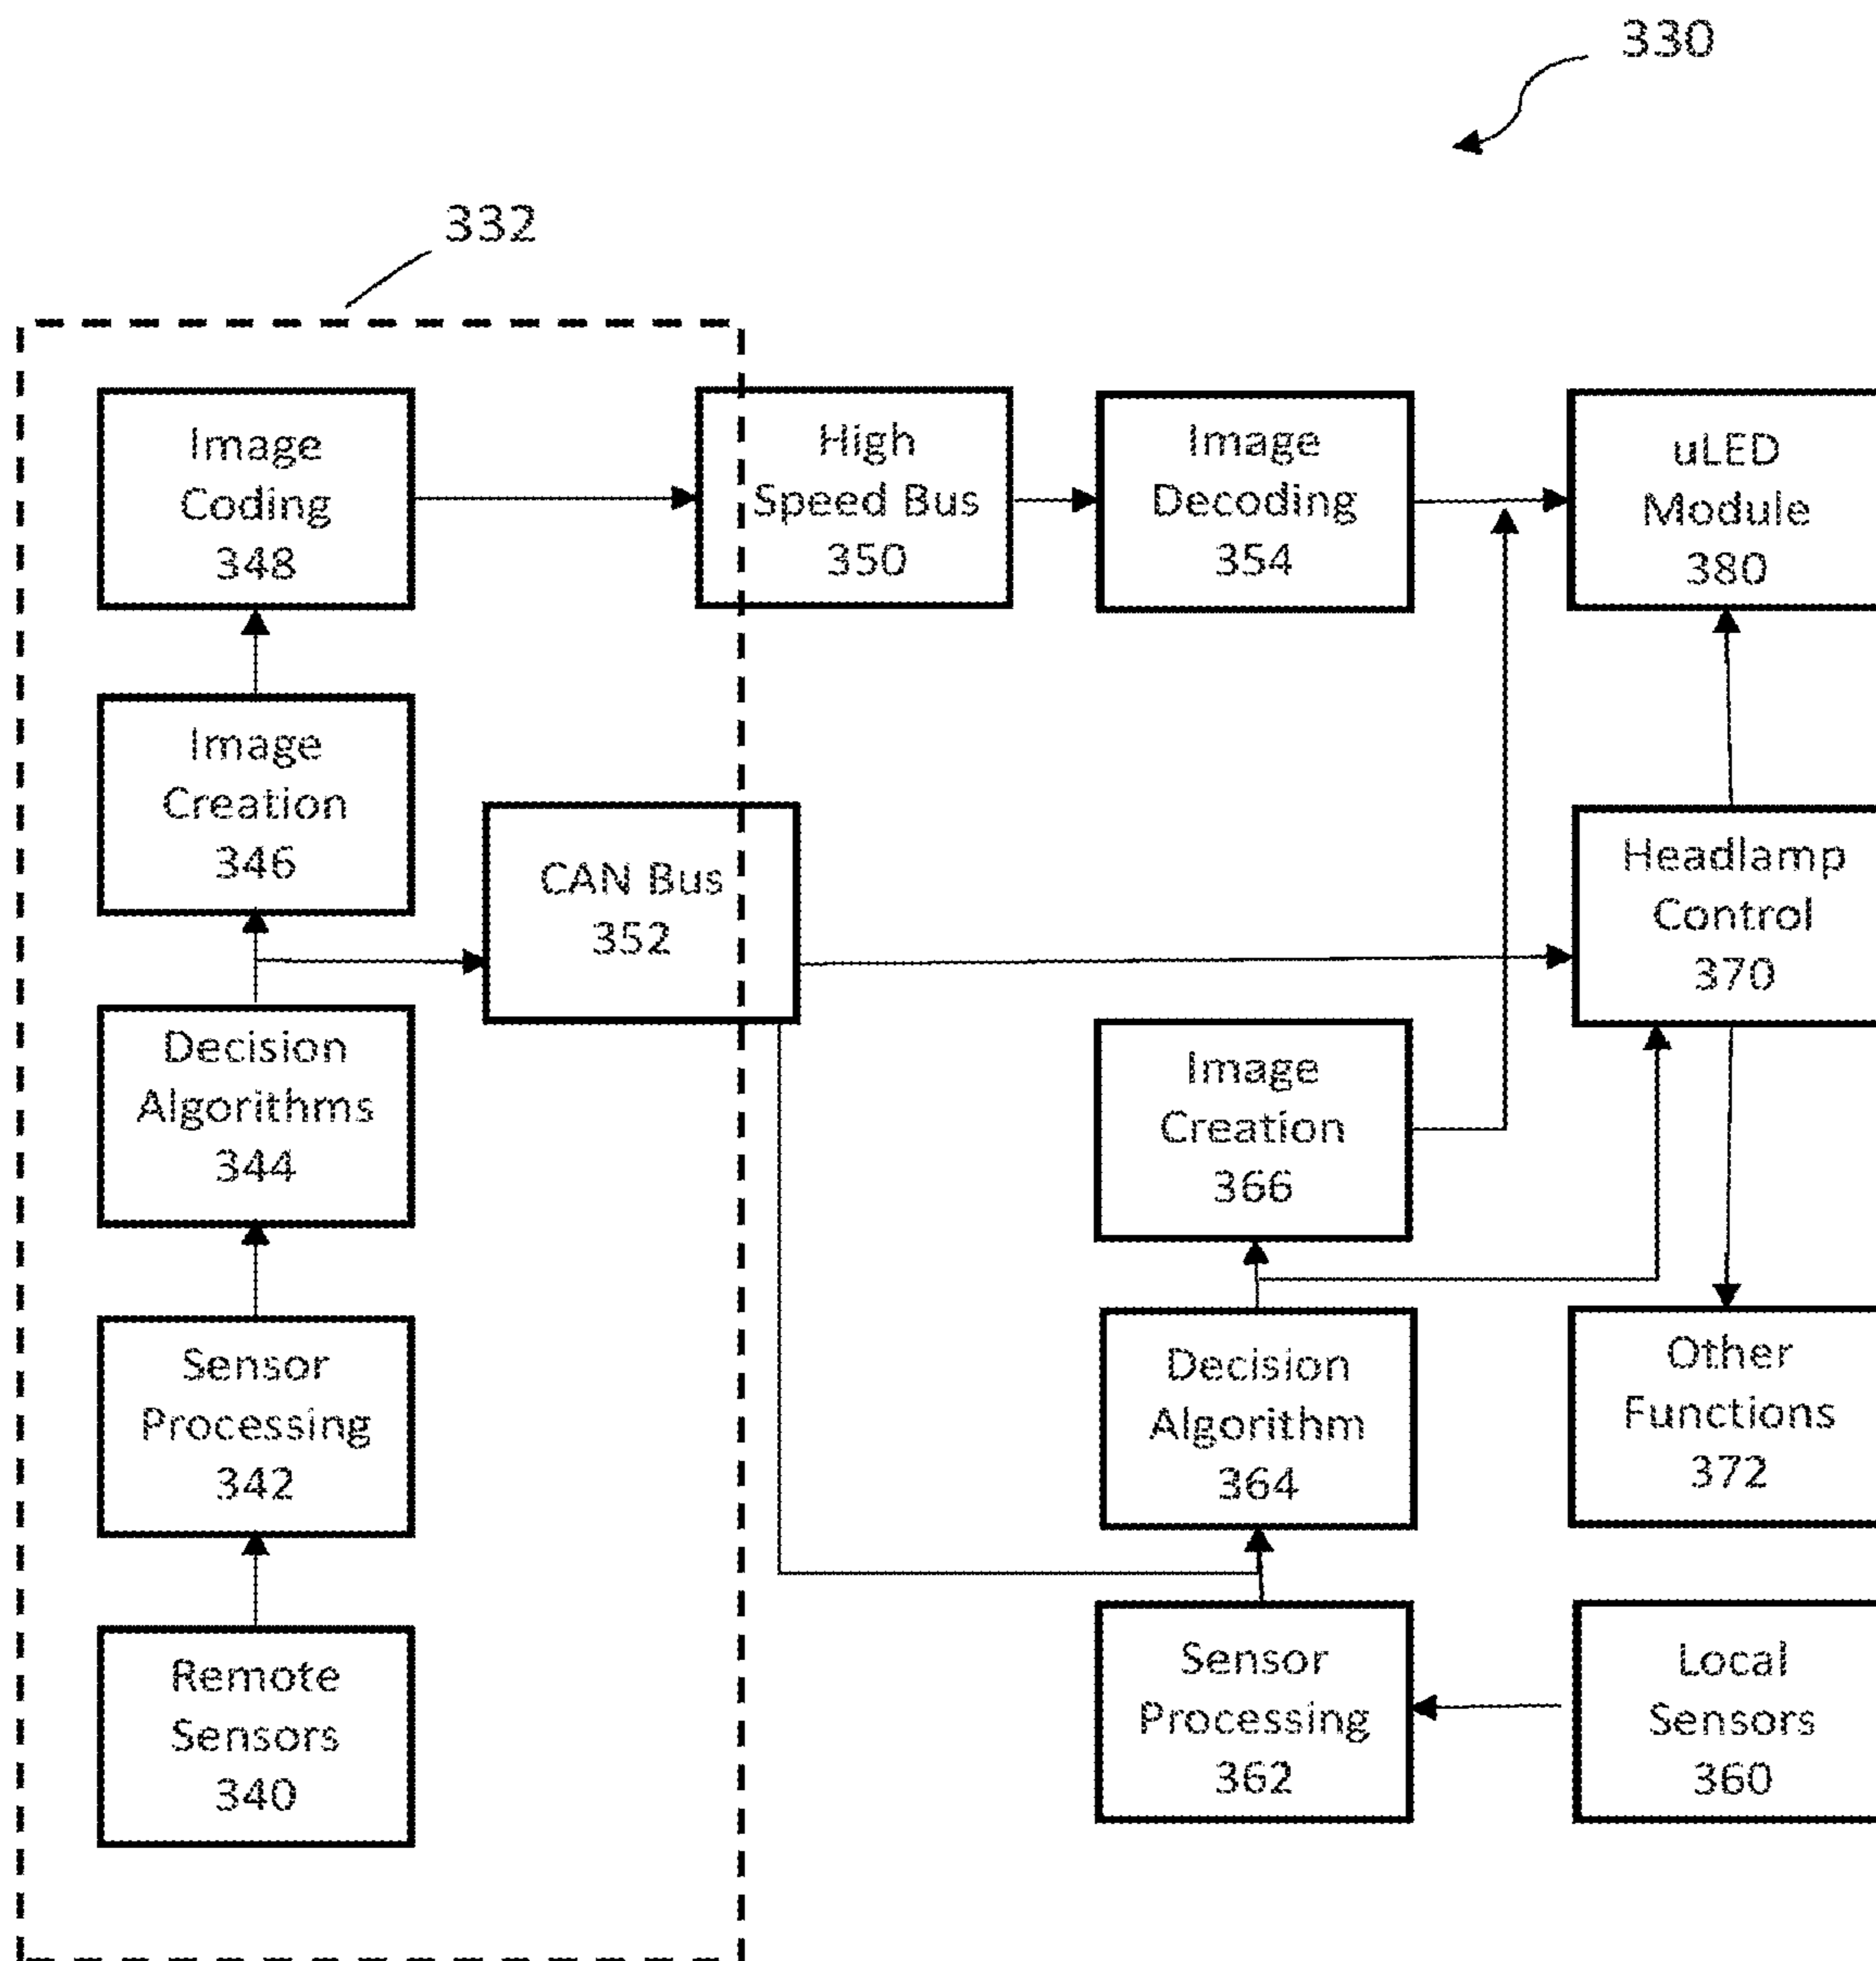 330
332
Image
Coding
348
High
Speed Bus
350
Image
Decoding
354
uLED
Module
380
Image
Creation
346
CAN Bus
352
Headlamp
Control
370
Decision
Algorithms
344
Image
Creation
366
Sensor
Processing
342
Decision
Algorithm
364
Other
Functions
372
Remote
Sensors
340
Sensor
Processing
362
Local
Sensors
360